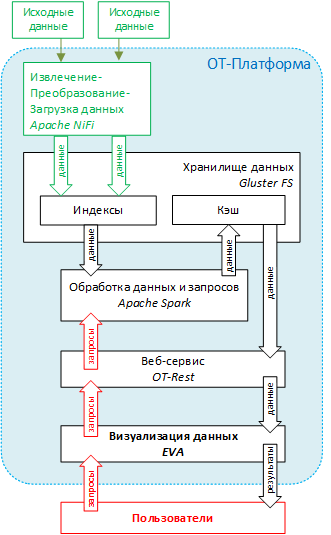 Исходные
данные
Исходные
данные
ОТ-Платформа
Извлечение-
Преобразование-
Загрузка данных
Apache NiFi
данные
данные
Хранилище данных
Gluster FS
Индексы
Кэш
данные
данные
данные
Обработка данных и запросов
Apache Spark
запросы
Веб-сервис
OT-Rest
запросы
данные
Визуализация данных
EVA
запросы
результаты
Пользователи